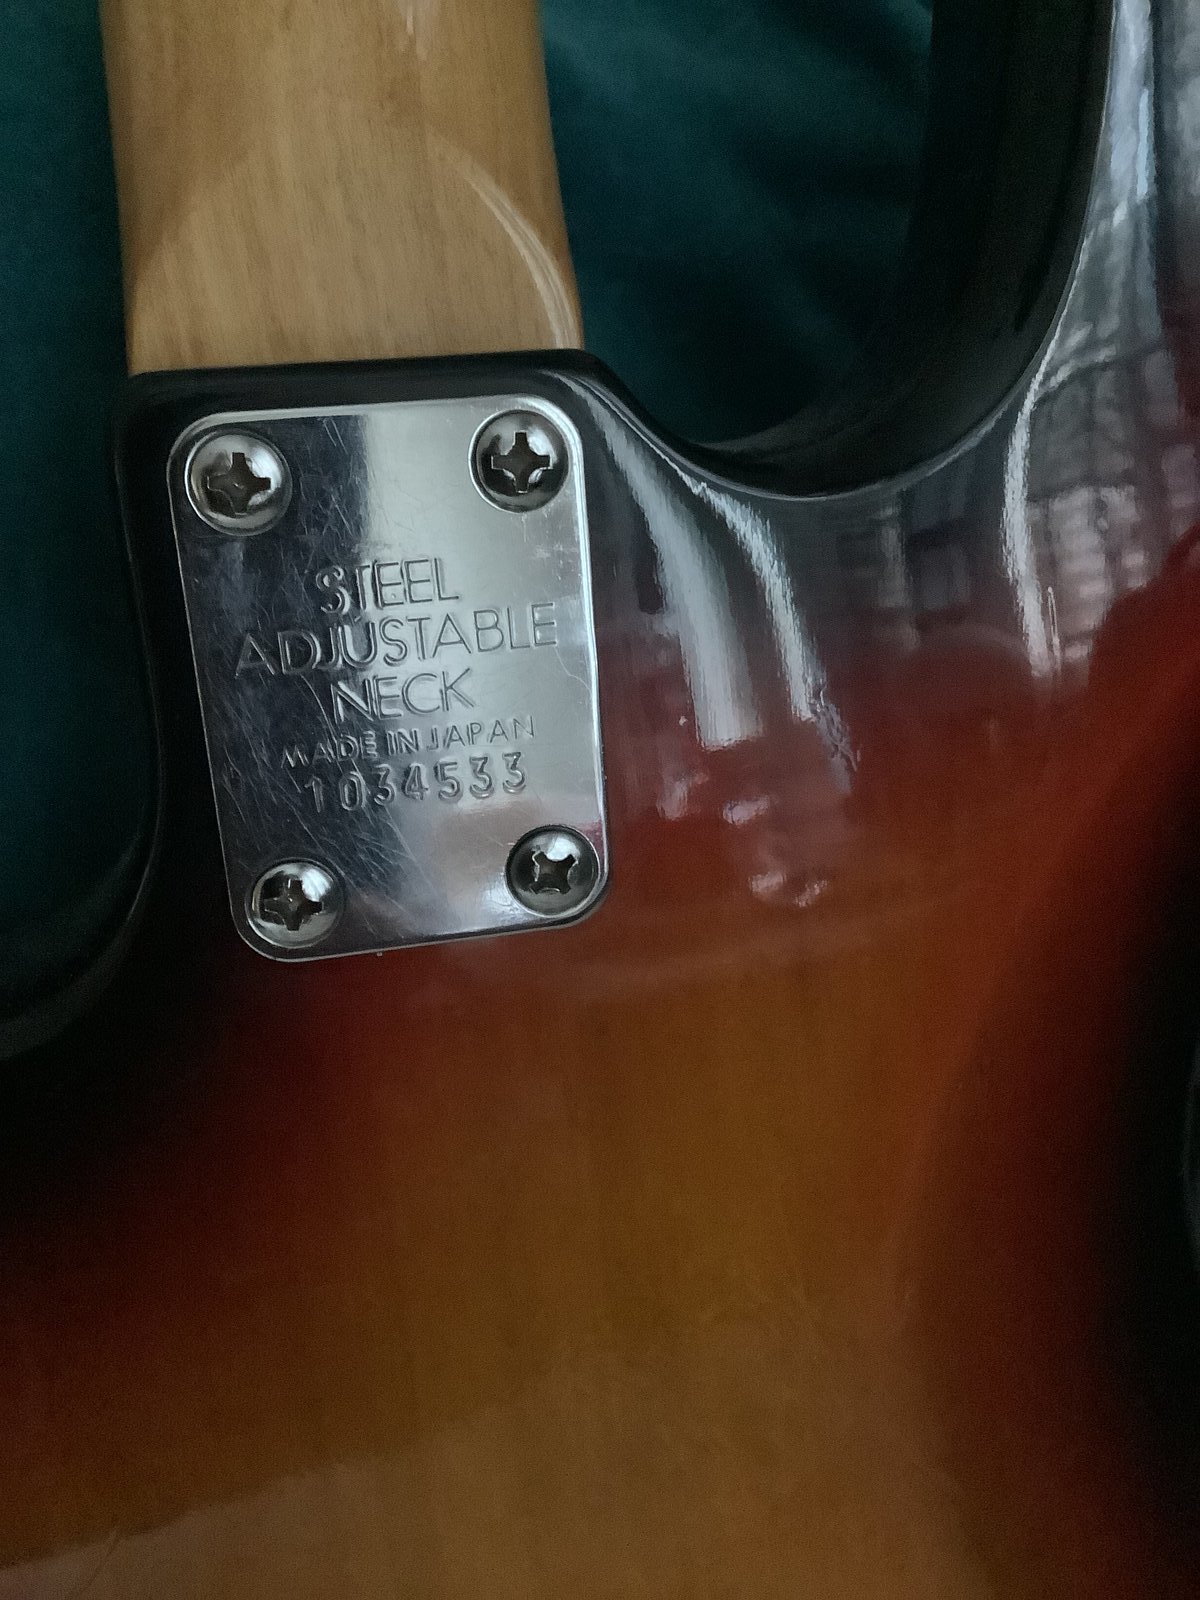 STEEL
ADJUSTABLE
NECK
MADE IN JAPAN
1034533